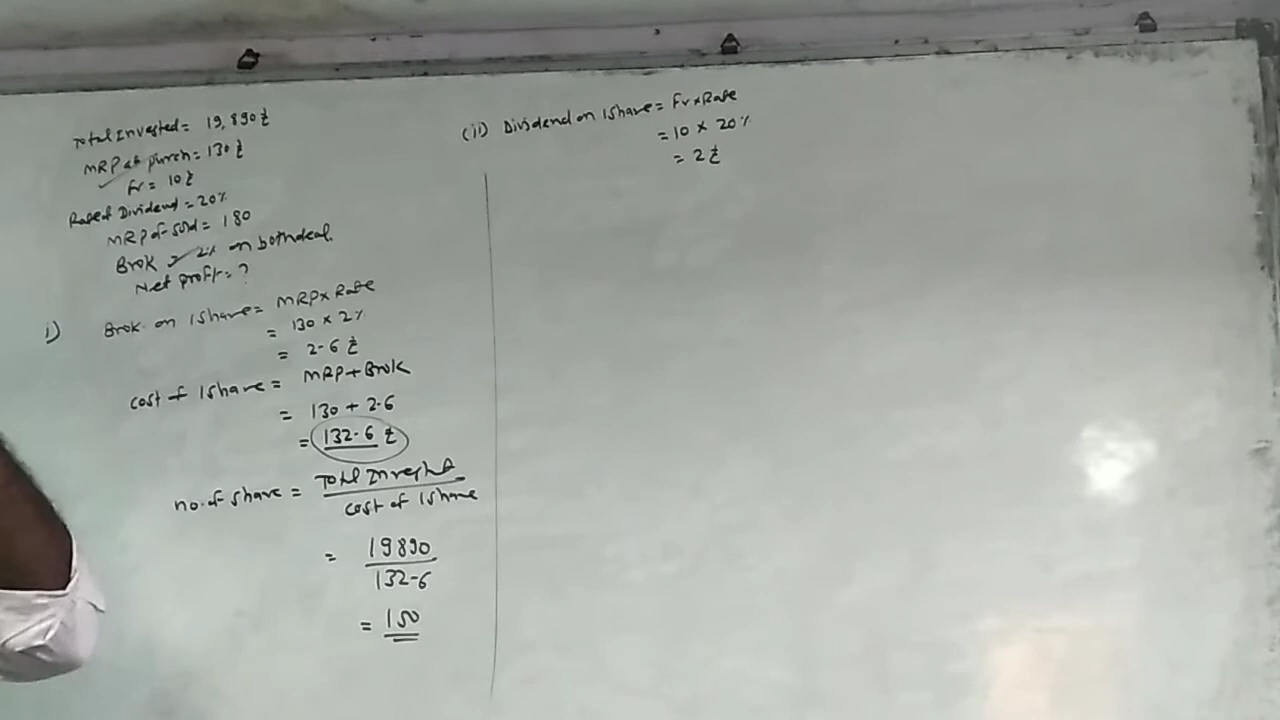 Total Invested = 19,890 ₹
MRP at purch = 130 ₹
Fv = 10 ₹
Rate of Dividend = 20%
MRP of sold = 180
Brok → 2% on both deal.
Net profit = ?
i) Brok. on 1 share = MRP x Rate
= 130 x 2%
= 2.6 ₹
cost of 1 share = MRP + Brok
= 130 + 2.6
= 132.6 ₹
no. of share = Total Invest
cost of 1 share
= 19890
132.6
= 150
(ii) Dividend on 1 share = Fv x Rate
= 10 x 20%
= 2 ₹